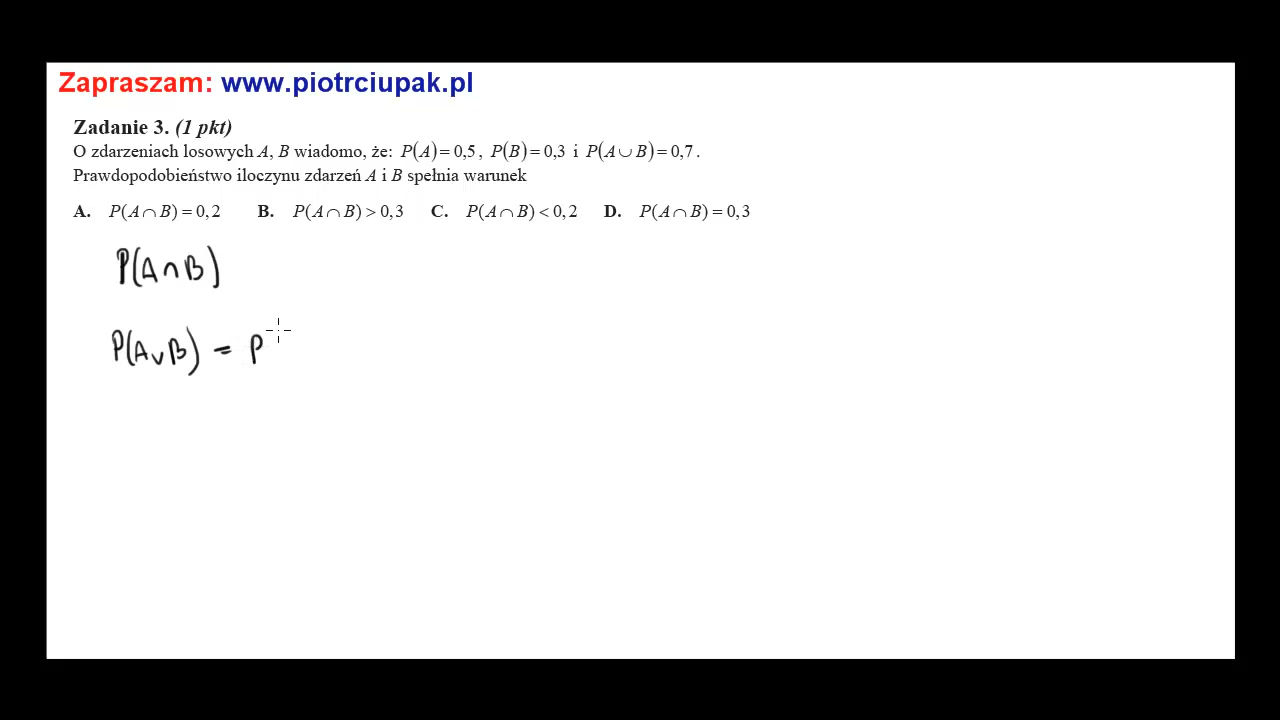 Zapraszam: www.piotrciupak.pl
Zadanie 3. (1 pkt)
O zdarzeniach losowych A, B wiadomo, że: P(A) = 0,5, P(B) = 0,3 i P(A ∪ B) = 0,7.
Prawdopodobieństwo iloczynu zdarzeń A i B spełnia warunek
A. P(A ∩ B) = 0,2 B. P(A ∩ B) > 0,3 C. P(A ∩ B) < 0,2 D. P(A ∩ B) = 0,3
P(A∩B)
P(A∪B) = P